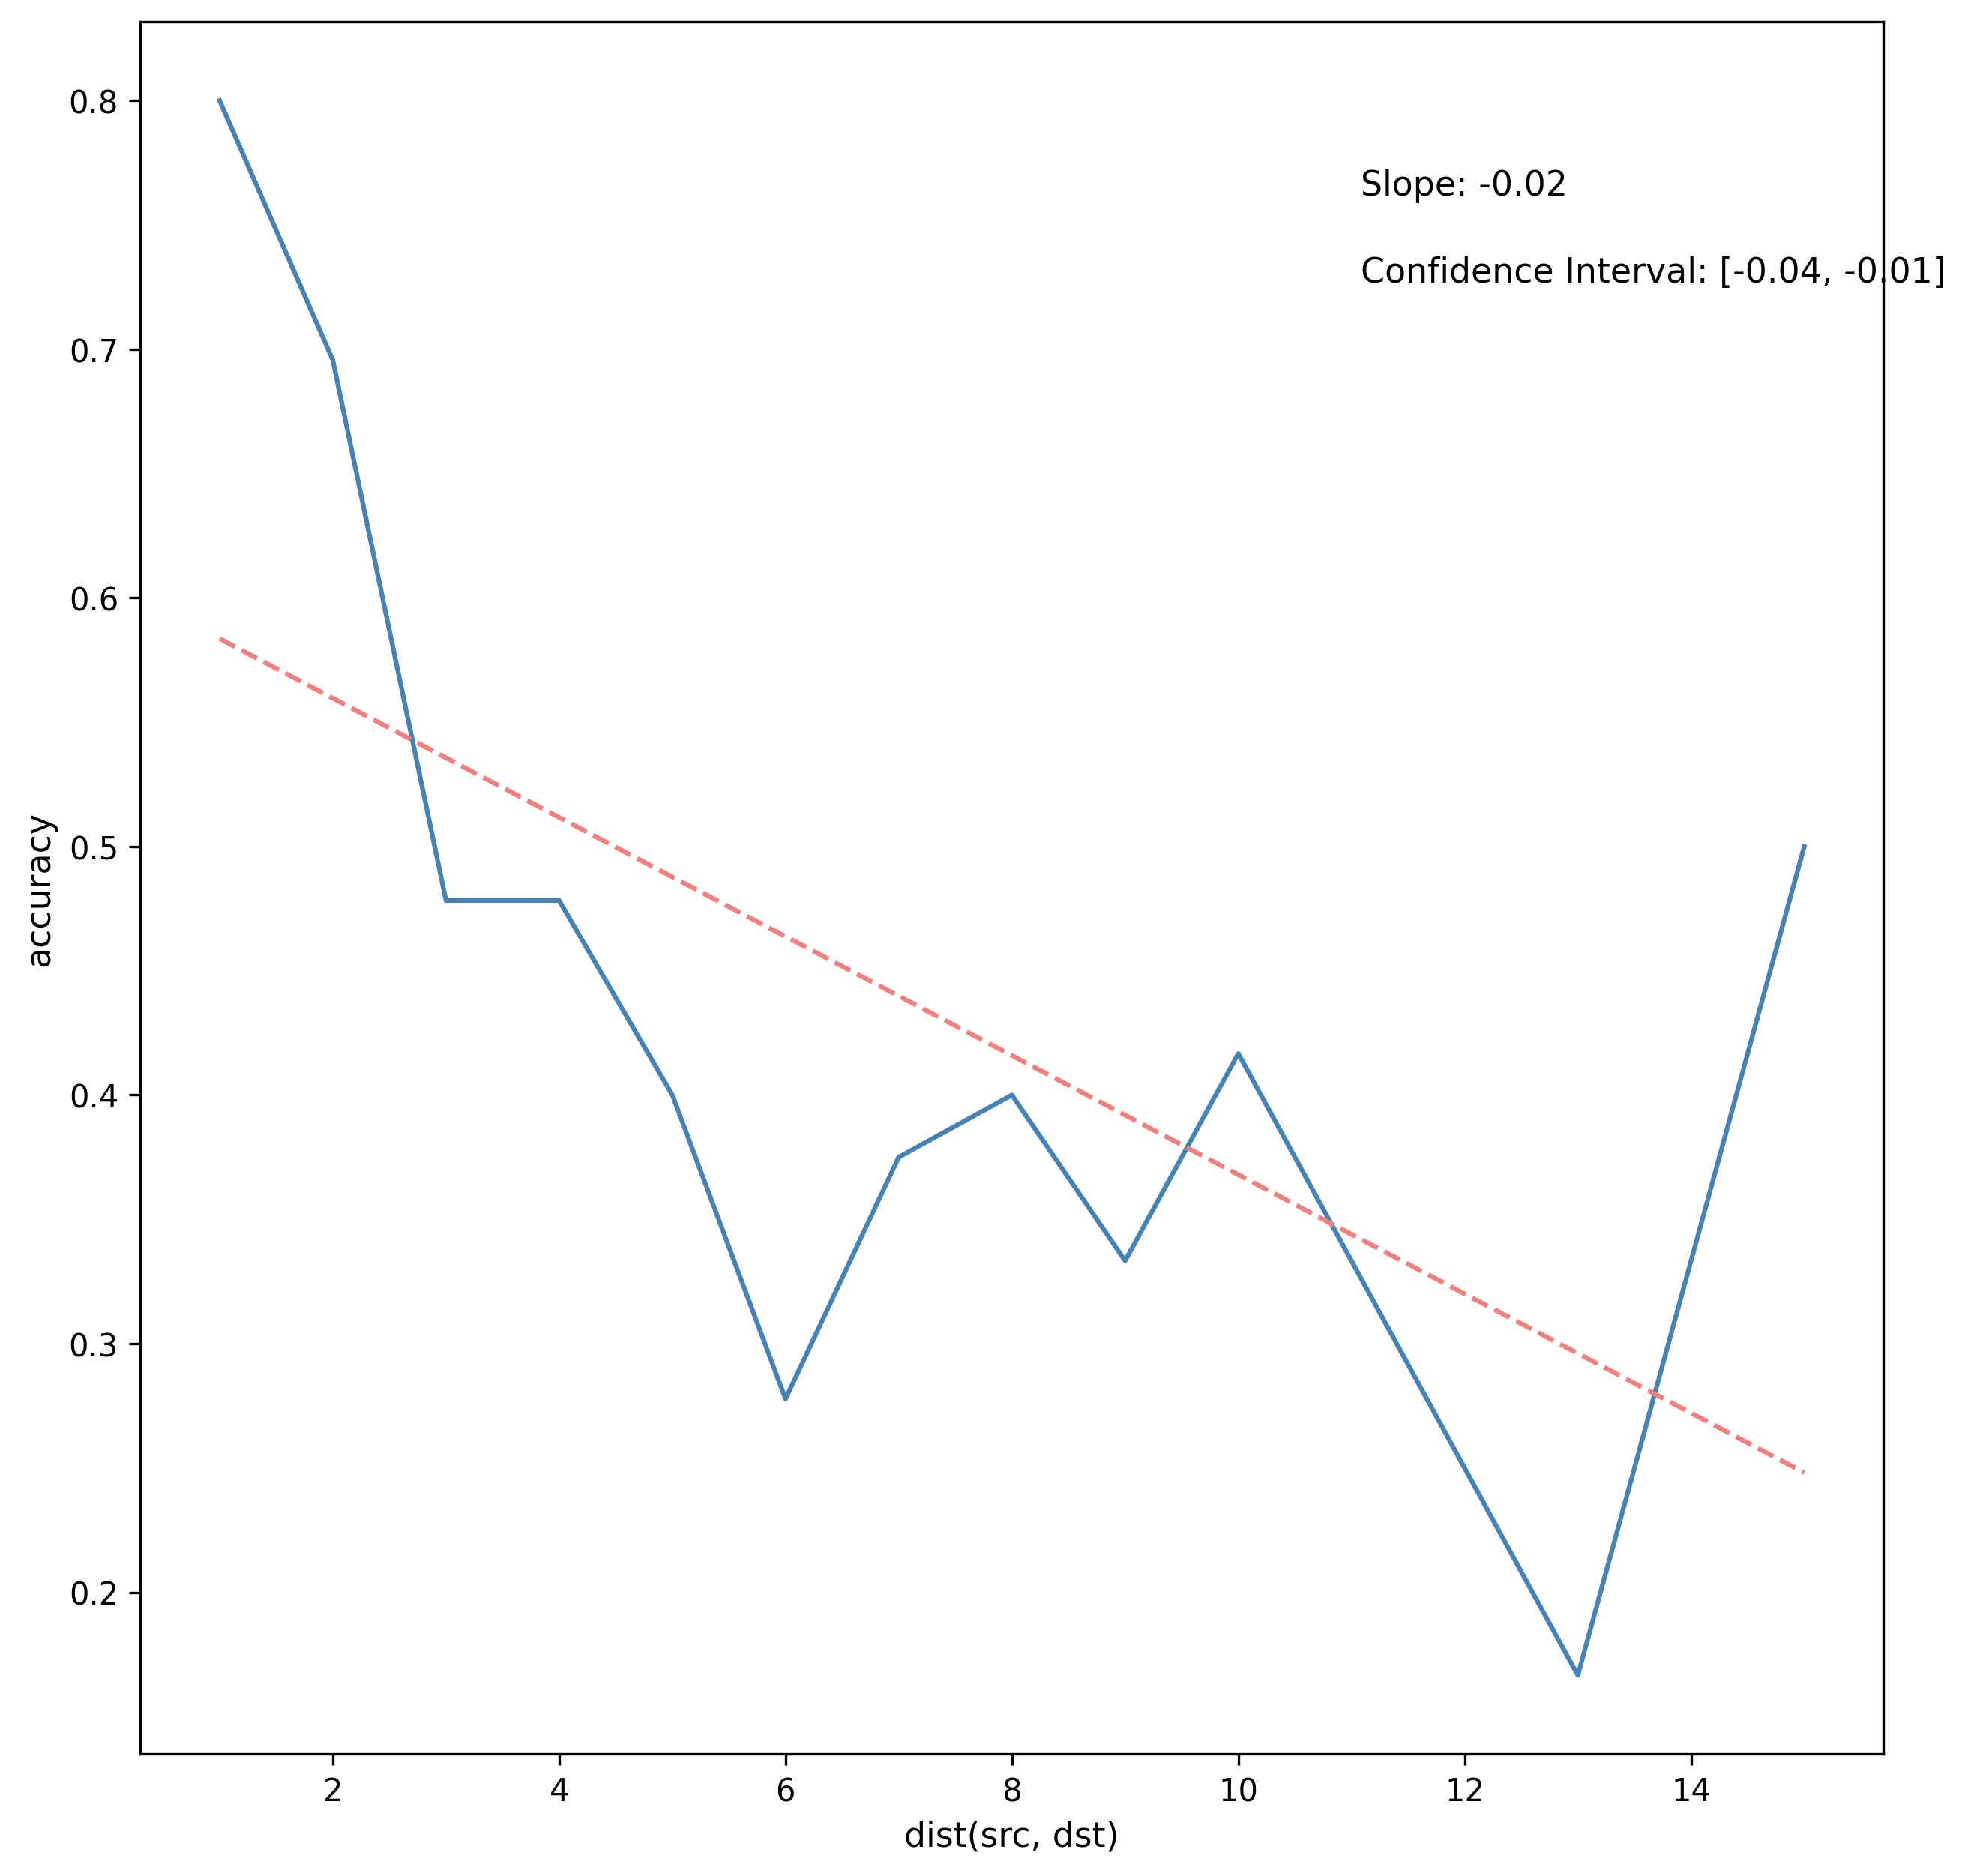 0.8
0.7
0.6
0.5
0.4
0.3
0.2
accuracy
Slope: -0.02
Confidence Interval: [-0.04, -0.01]
2 4 6 8 10 12 14
dist(src, dst)